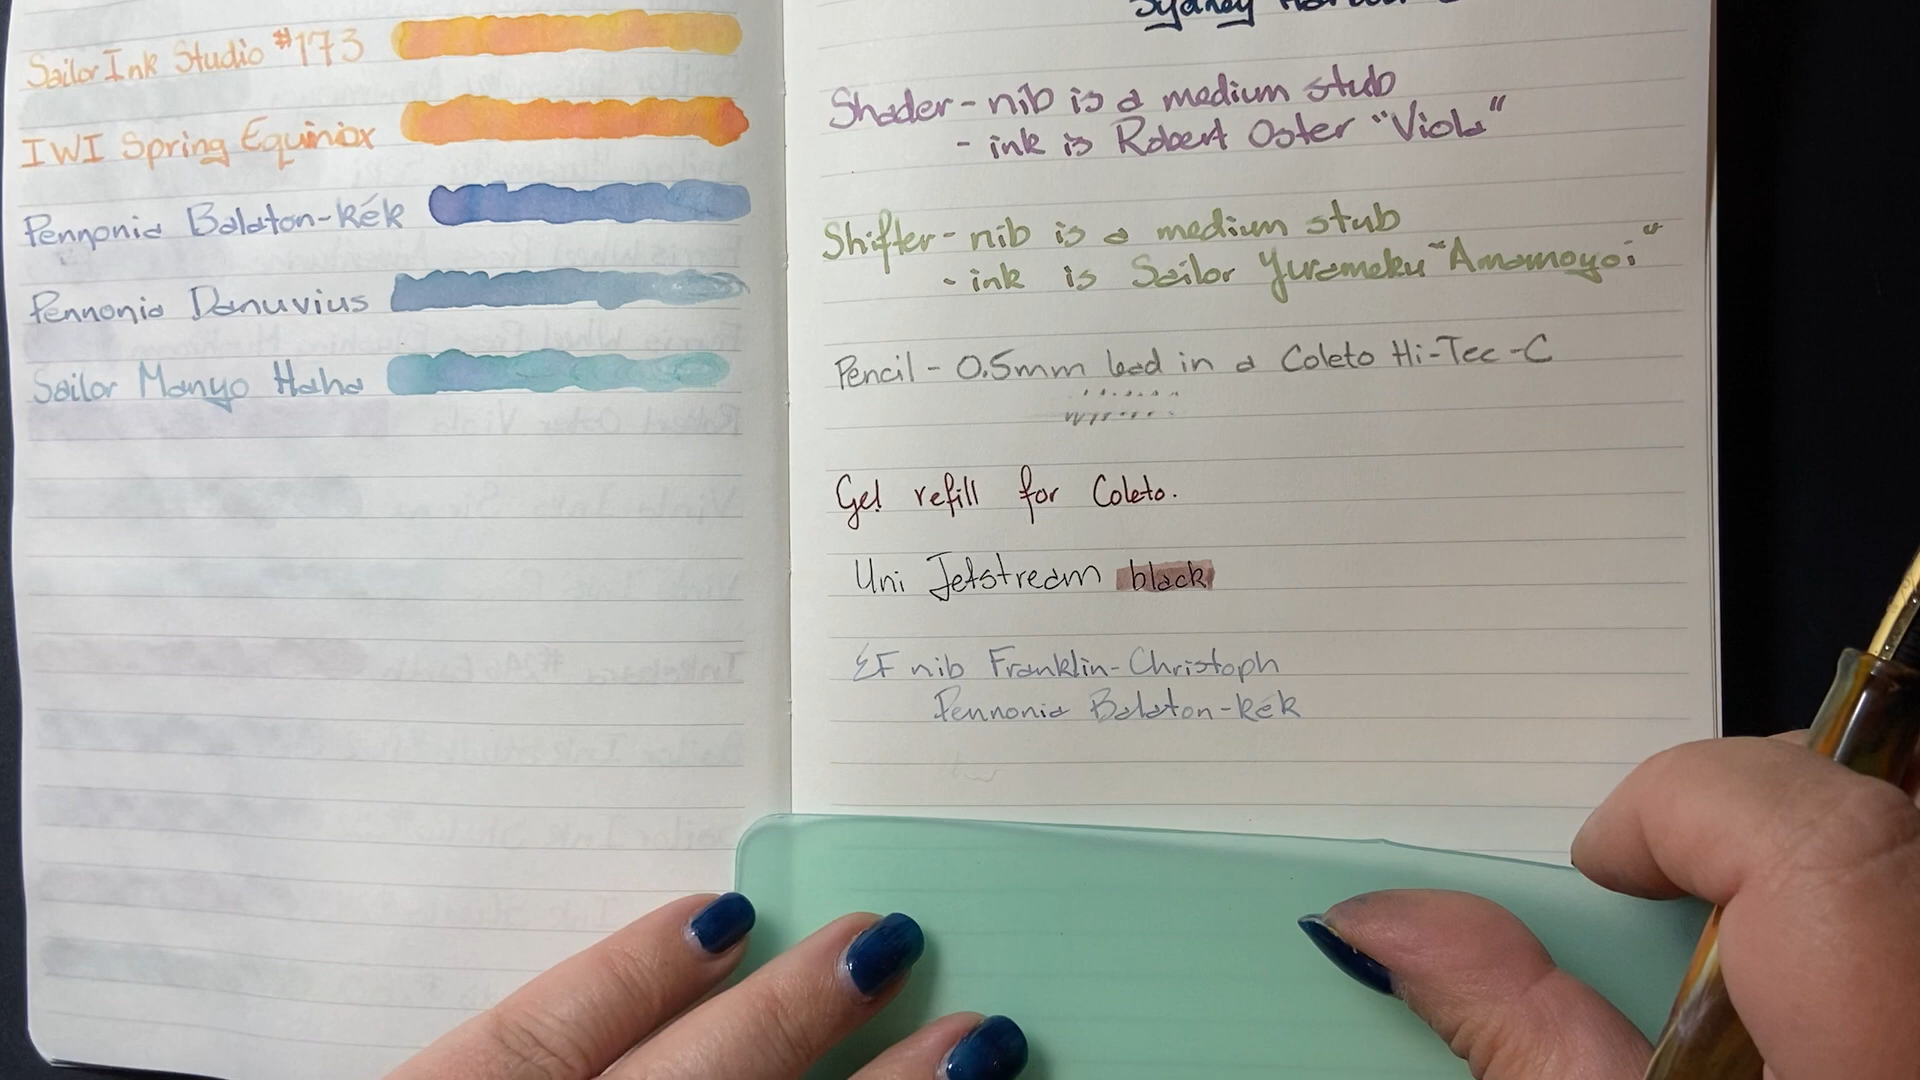 Sailor Ink Studio #173
IWI Spring Equinox
Pennonia Balaton-kék
Pennonia Danuvius
Sailor Manyo Haha
Sydney
Shader - nib is a medium stub
- ink is Robert Oster "Viola"
Shifter - nib is a medium stub
- ink is Sailor Yurameku "Amamoyoi"
Pencil - 0.5mm lead in a Coleto Hi-Tec-C
Gel refill for Coleto.
Uni Jetstream black
EF nib Franklin-Christoph
Pennonia Balaton-kék